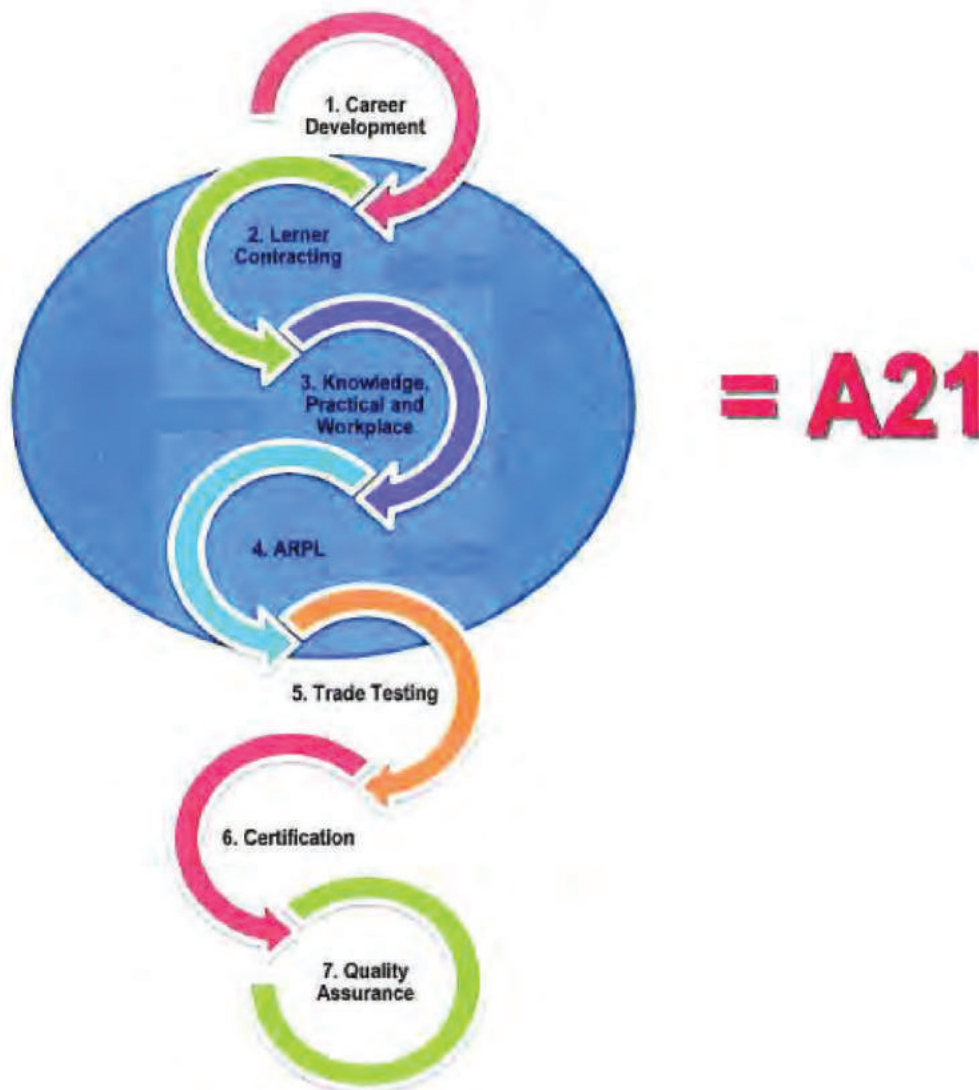 1. Career
Development
2. Lerner
Contracting
3. Knowledge,
Practical and
Workplace
= A21
4. ARPL
5. Trade Testing
6. Certification
7. Quality
Assurance